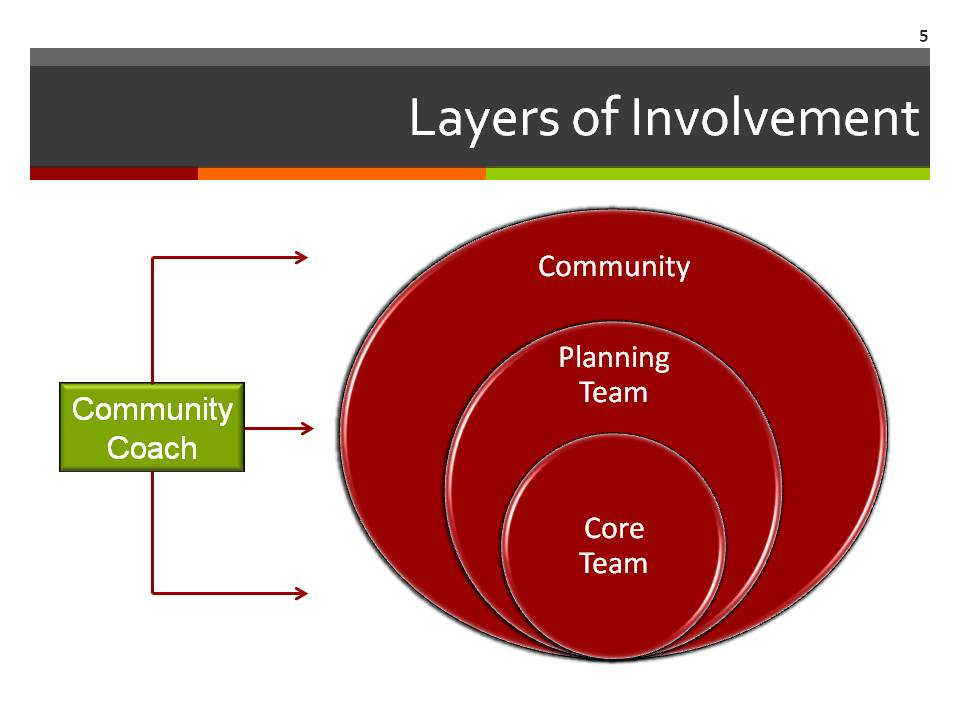 5
Layers of Involvement
Community
Planning
Team
Community
Coach
Core
Team